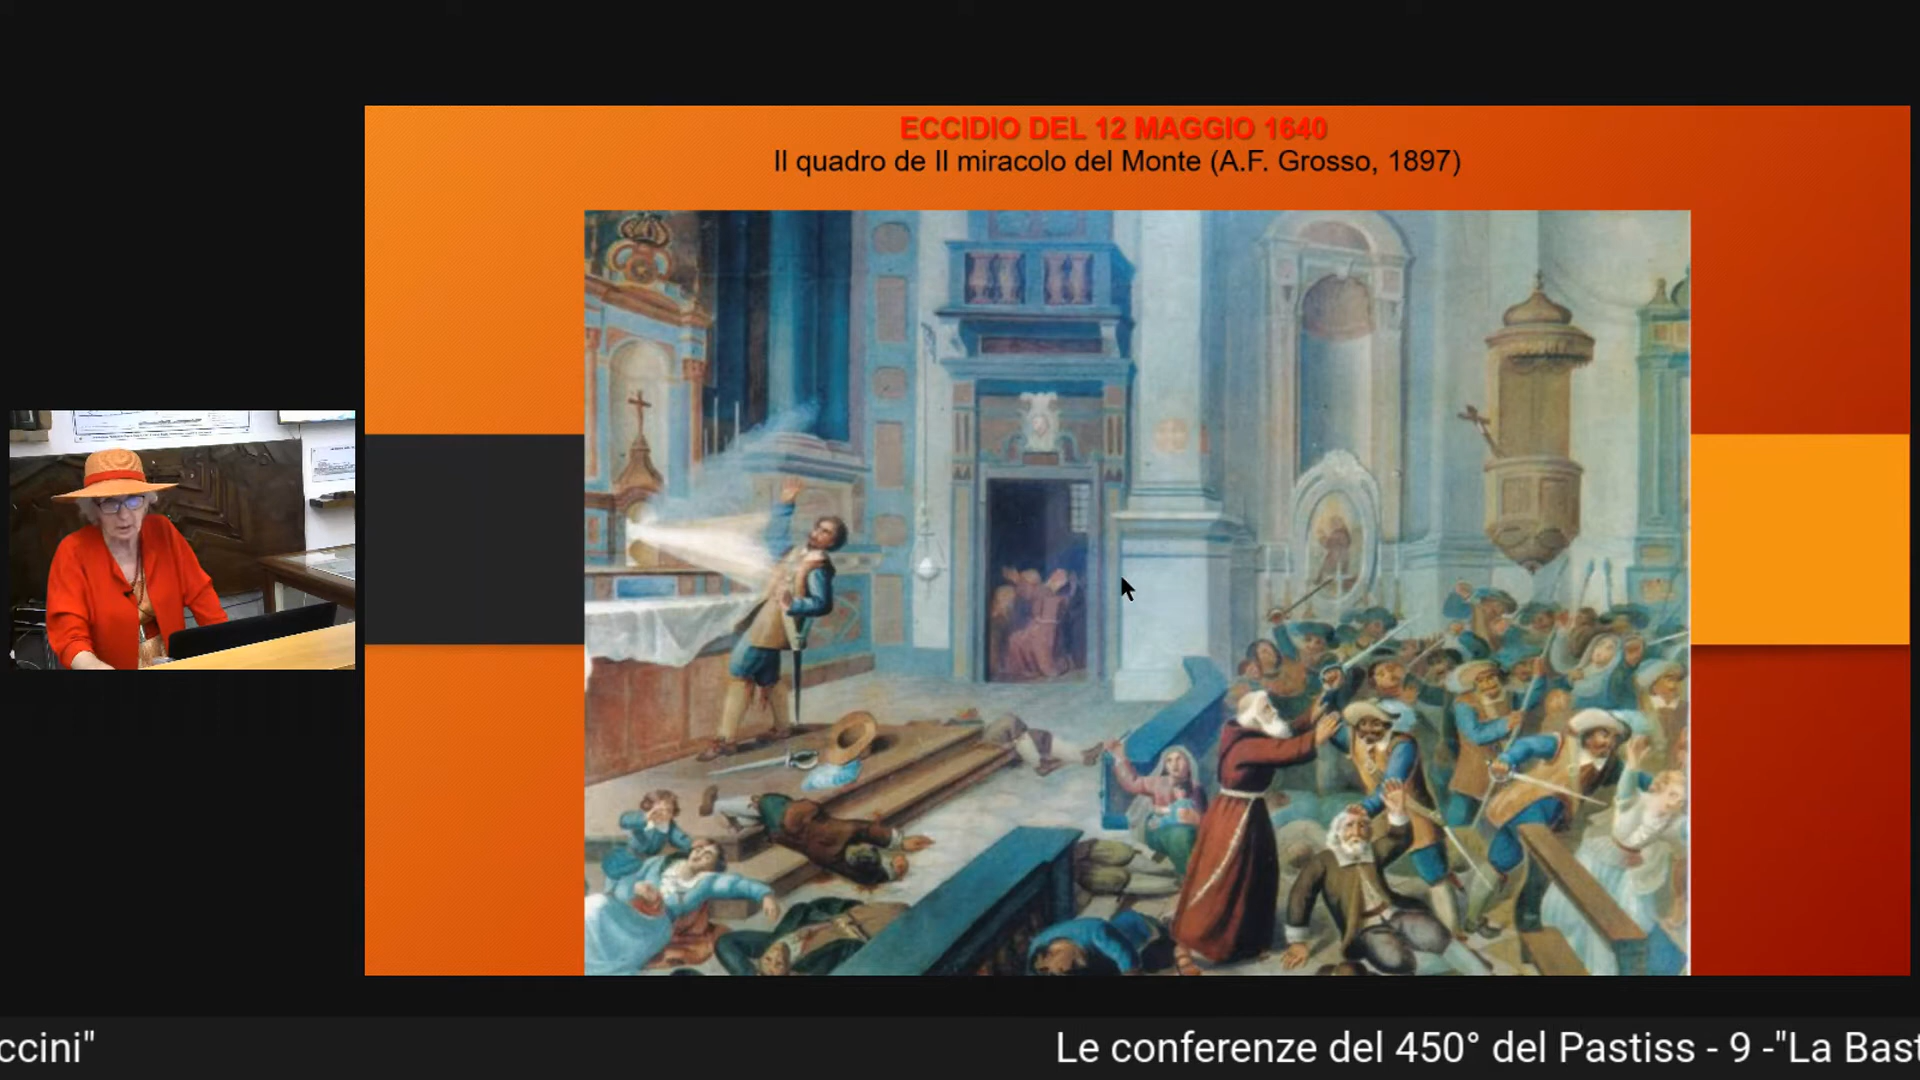 ECCIDIO DEL 12 MAGGIO 1640
Il quadro de Il miracolo del Monte (A.F. Grosso, 1897)
ccini" Le conferenze del 450° del Pastiss - 9 -"La Bast